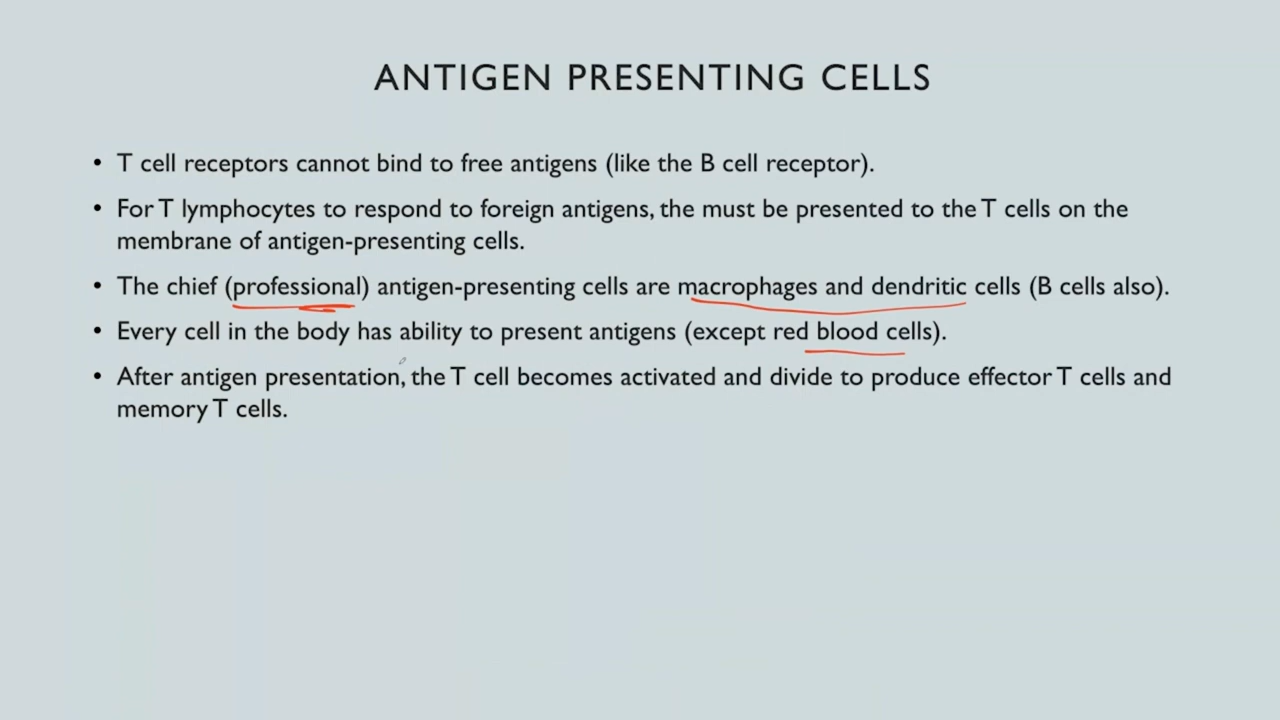 ANTIGEN PRESENTING CELLS
• T cell receptors cannot bind to free antigens (like the B cell receptor).
• For T lymphocytes to respond to foreign antigens, the must be presented to the T cells on the
membrane of antigen-presenting cells.
• The chief (professional) antigen-presenting cells are macrophages and dendritic cells (B cells also).
• Every cell in the body has ability to present antigens (except red blood cells).
• After antigen presentation, the T cell becomes activated and divide to produce effector T cells and
memory T cells.